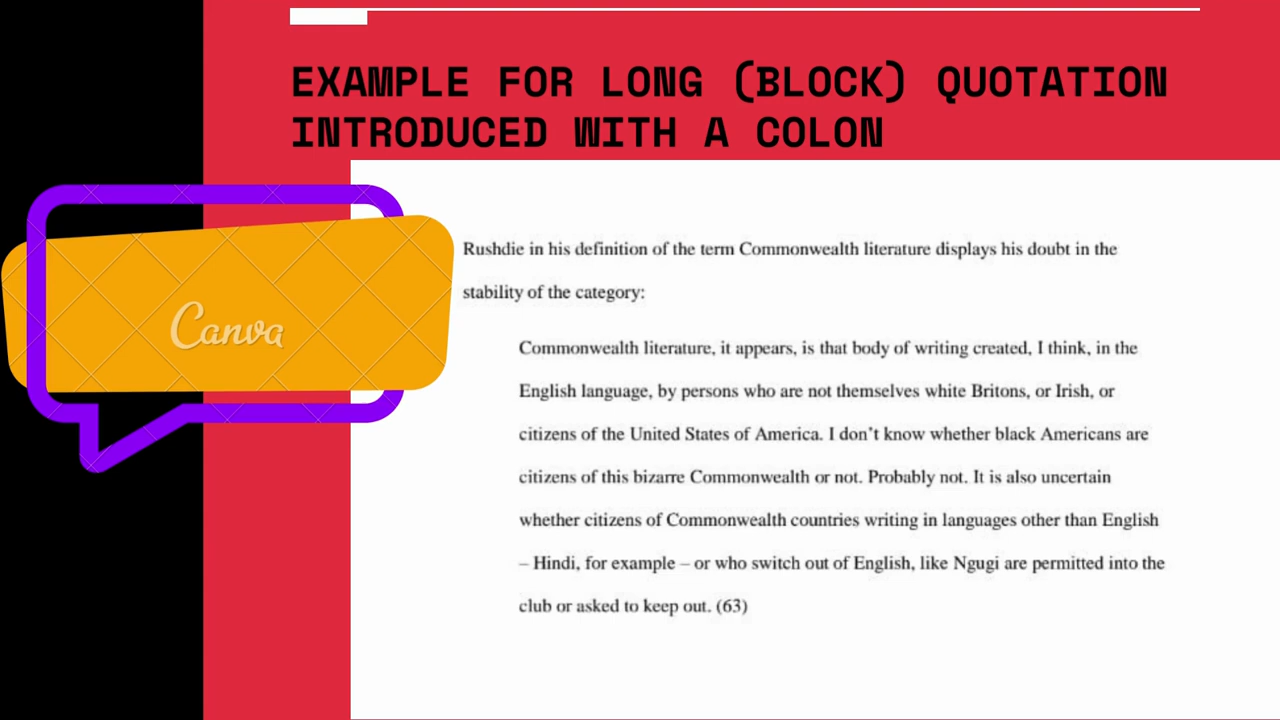 EXAMPLE FOR LONG (BLOCK) QUOTATION
INTRODUCED WITH A COLON
Canva
Rushdie in his definition of the term Commonwealth literature displays his doubt in the
stability of the category:
Commonwealth literature, it appears, is that body of writing created, I think, in the
English language, by persons who are not themselves white Britons, or Irish, or
citizens of the United States of America. I don't know whether black Americans are
citizens of this bizarre Commonwealth or not. Probably not. It is also uncertain
whether citizens of Commonwealth countries writing in languages other than English
– Hindi, for example – or who switch out of English, like Ngugi are permitted into the
club or asked to keep out. (63)